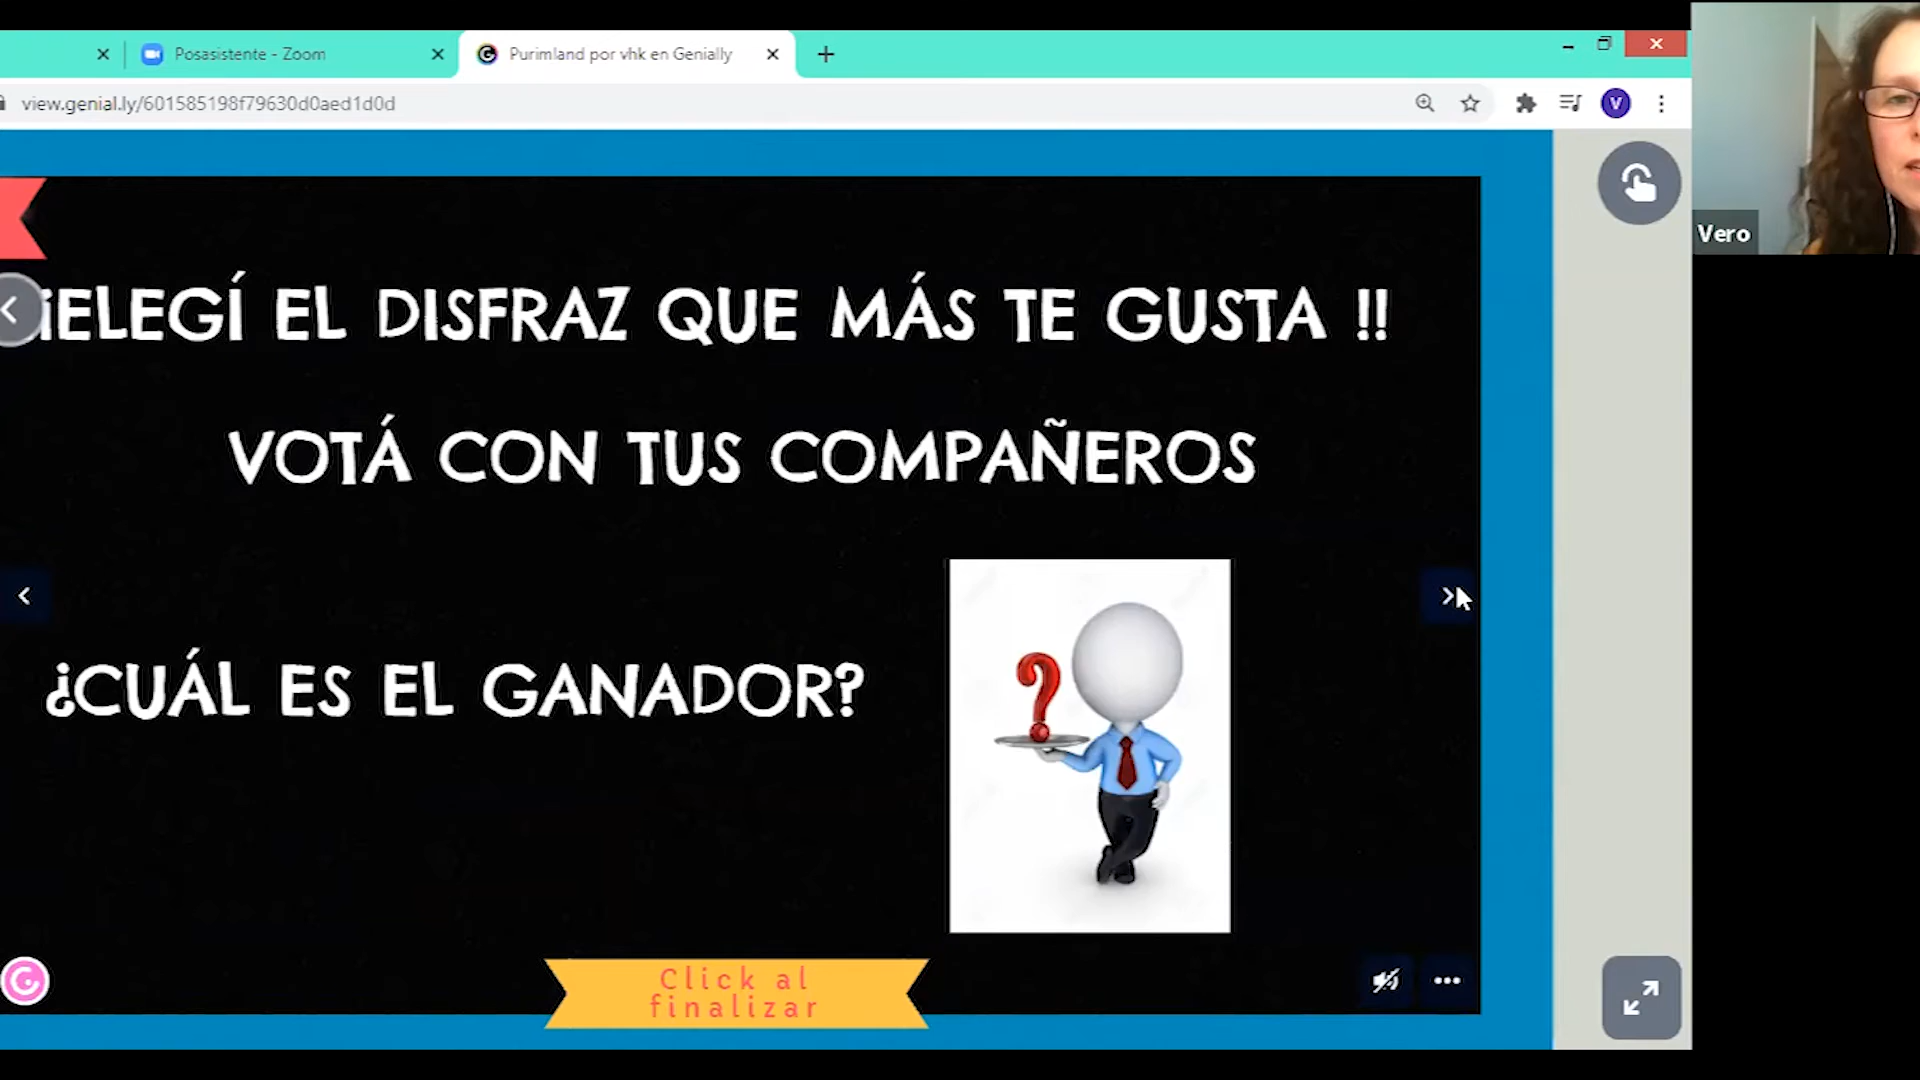 Posasistente - Zoom
Purimland por vhk en Genially
view.genial.ly/601585198f79630d0aed1d0d
V
Vero
¡ELEGÍ EL DISFRAZ QUE MÁS TE GUSTA !!
VOTÁ CON TUS COMPAÑEROS
¿CUÁL ES EL GANADOR?
Click al
finalizar